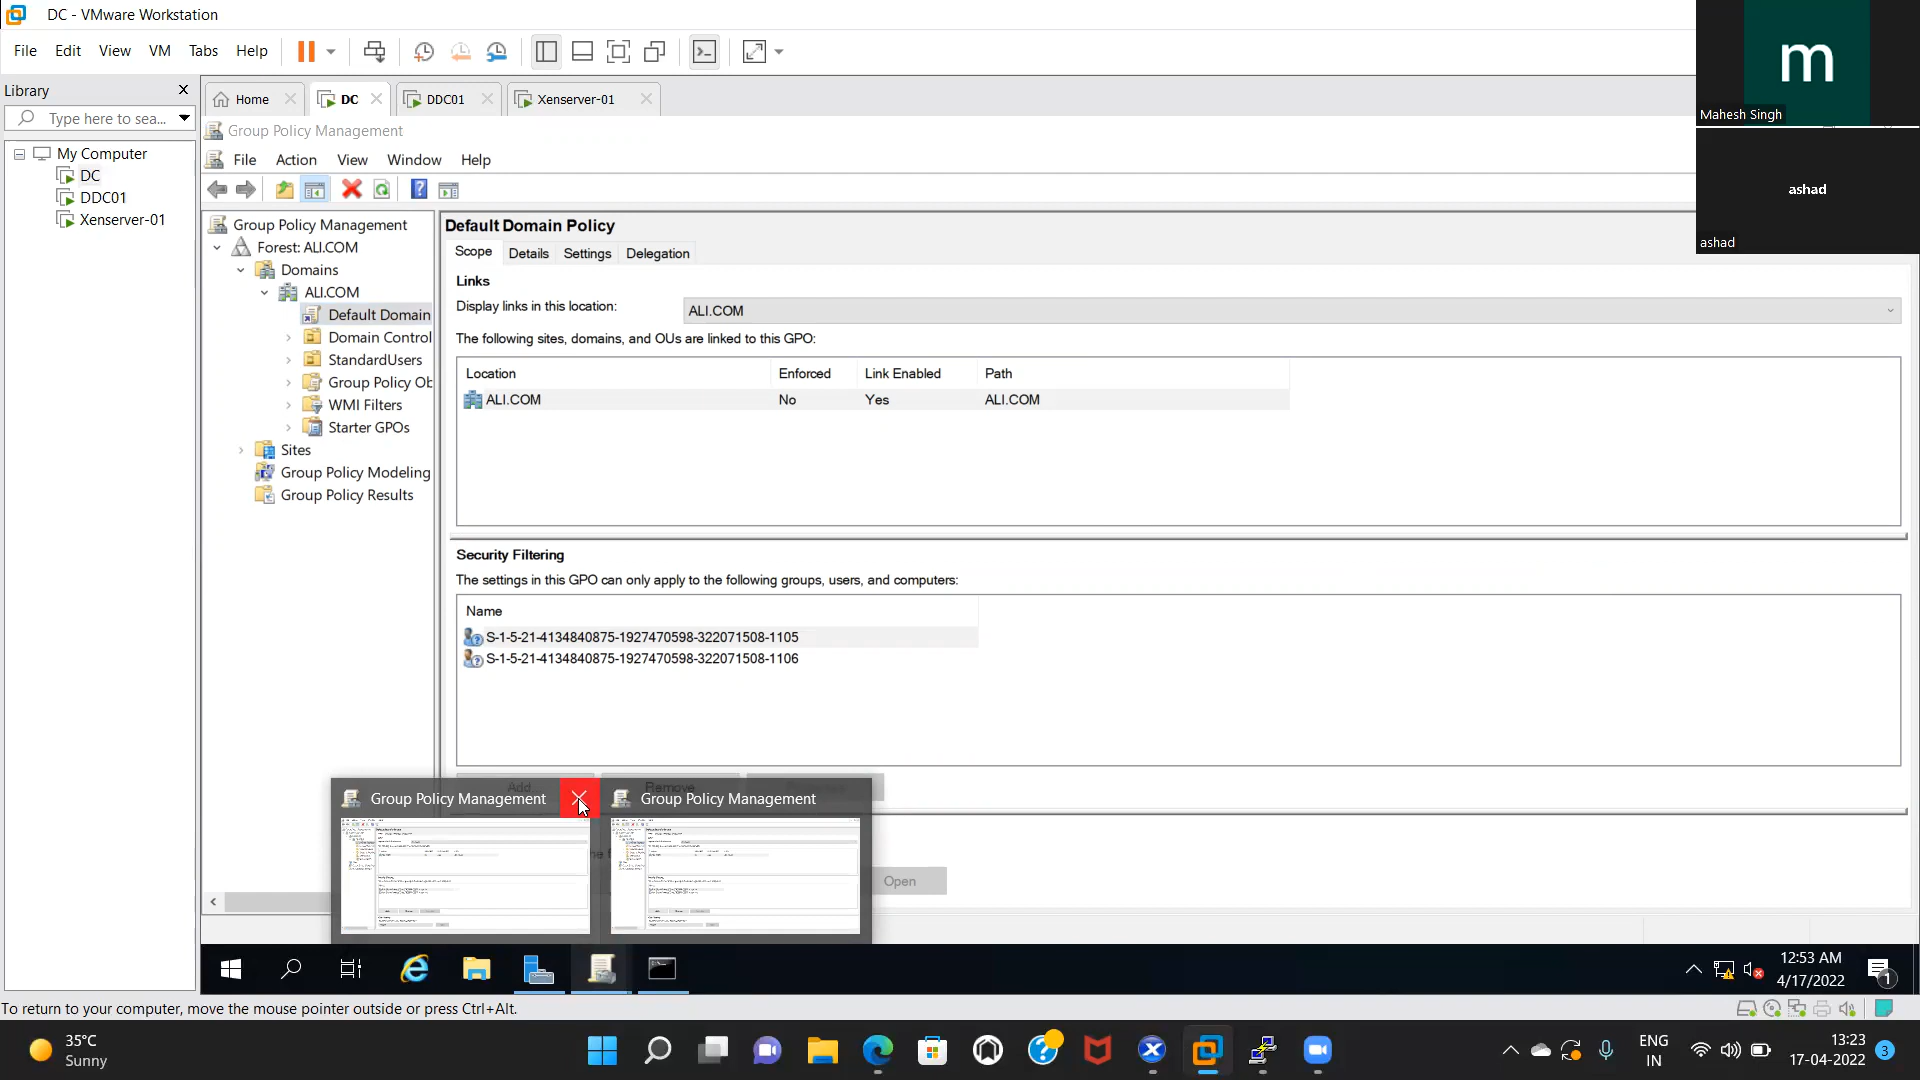 DC - VMware Workstation
File Edit View VM Tabs Help
Library
Type here to sea...
My Computer
DC
DDC01
Xenserver-01
Home
DC
DDC01
Xenserver-01
Group Policy Management
File Action View Window Help
Group Policy Management
Forest: ALI.COM
Domains
ALI.COM
Default Domain
Domain Control
StandardUsers
Group Policy Ob
WMI Filters
Starter GPOs
Sites
Group Policy Modeling
Group Policy Results
Default Domain Policy
Scope Details Settings Delegation
Links
Display links in this location:
ALI.COM
The following sites, domains, and OUs are linked to this GPO:
Location Enforced Link Enabled Path
ALI.COM No Yes ALI.COM
Security Filtering
The settings in this GPO can only apply to the following groups, users, and computers:
Name
S-1-5-21-4134840875-1927470598-322071508-1105
S-1-5-21-4134840875-1927470598-322071508-1106
Add... Remove
Group Policy Management
Group Policy Management
Open
m
Mahesh Singh
ashad
ashad
12:53 AM
4/17/2022
1
To return to your computer, move the mouse pointer outside or press Ctrl+Alt.
35°C
Sunny
ENG
IN
13:23
17-04-2022
3